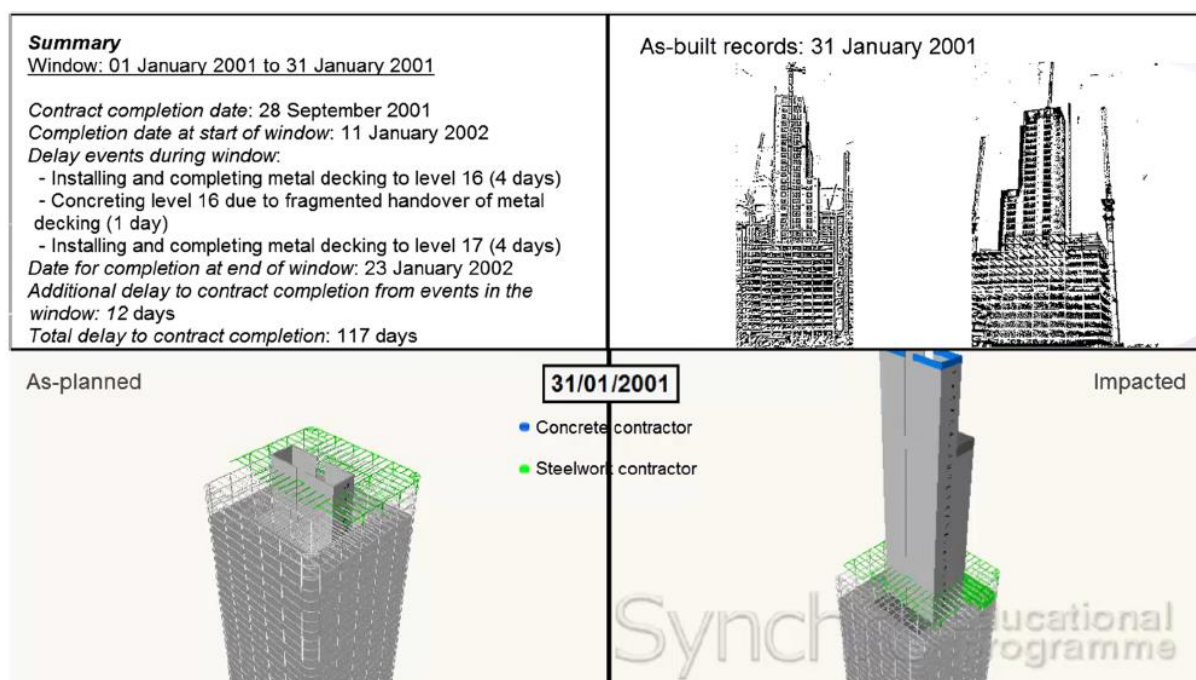 Summary
Window: 01 January 2001 to 31 January 2001
Contract completion date: 28 September 2001
Completion date at start of window: 11 January 2002
Delay events during window:
- Installing and completing metal decking to level 16 (4 days)
- Concreting level 16 due to fragmented handover of metal
decking (1 day)
- Installing and completing metal decking to level 17 (4 days)
Date for completion at end of window: 23 January 2002
Additional delay to contract completion from events in the
window: 12 days
Total delay to contract completion: 117 days
As-built records: 31 January 2001
As-planned
31/01/2001
Impacted
Concrete contractor
Steelwork contractor